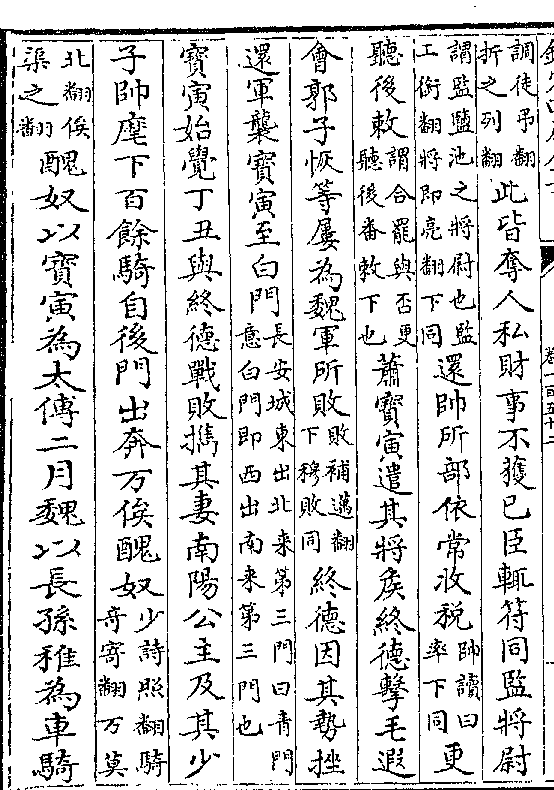 調徒弔翻折之列翻此皆奪人私財事不獲已臣輒符同監將尉
謂監鹽池之將尉也監工銜翻將即亮翻下同還帥所部依常收稅帥讀曰率下同更
聽後敕謂合罷與否更聽後番敕下也蕭寶寅遣其將侯終德擊毛遐
會郭子恢等屢為魏軍所敗敗補邁翻下穆敗同終德因其勢挫
還軍襲寶寅至白門長安城東出北來第三門曰青門意白門即西出南來第三門也
寶寅始覺丁丑與終德戰敗攜其妻南陽公主及其少
子帥麾下百餘騎自後門出奔万俟醜奴少詩照翻騎奇寄翻万莫
北翻俟渠之翻醜奴以寶寅為太傅二月魏以長孫稚為車騎